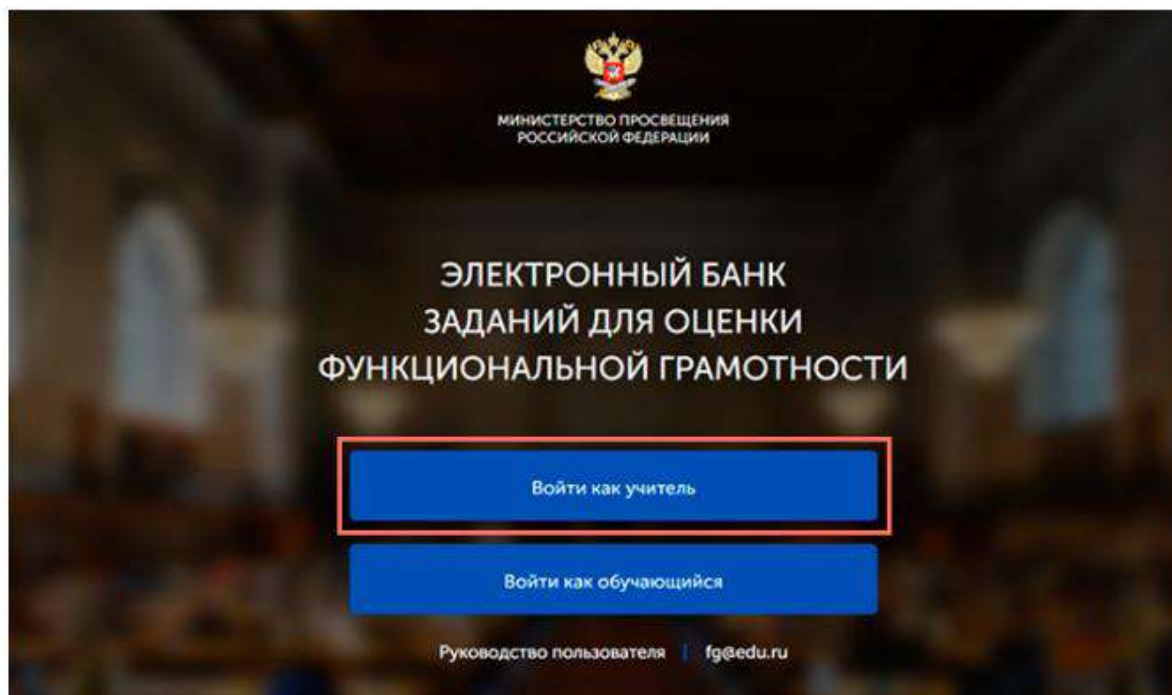 МИНИСТЕРСТВО ПРОСВЕЩЕНИЯ
РОССИЙСКОЙ ФЕДЕРАЦИИ
ЭЛЕКТРОННЫЙ БАНК
ЗАДАНИЙ ДЛЯ ОЦЕНКИ
ФУНКЦИОНАЛЬНОЙ ГРАМОТНОСТИ
Войти как учитель
Войти как обучающийся
Руководство пользователя | fg@edu.ru